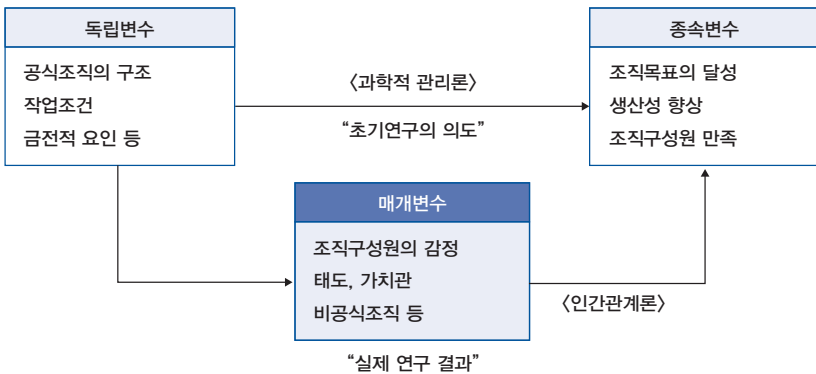 독립변수
공식조직의 구조
작업조건
금전적 요인 등
〈과학적 관리론〉
“초기연구의 의도”
종속변수
조직목표의 달성
생산성 향상
조직구성원 만족
매개변수
조직구성원의 감정
태도, 가치관
비공식조직 등
〈인간관계론〉
“실제 연구 결과”